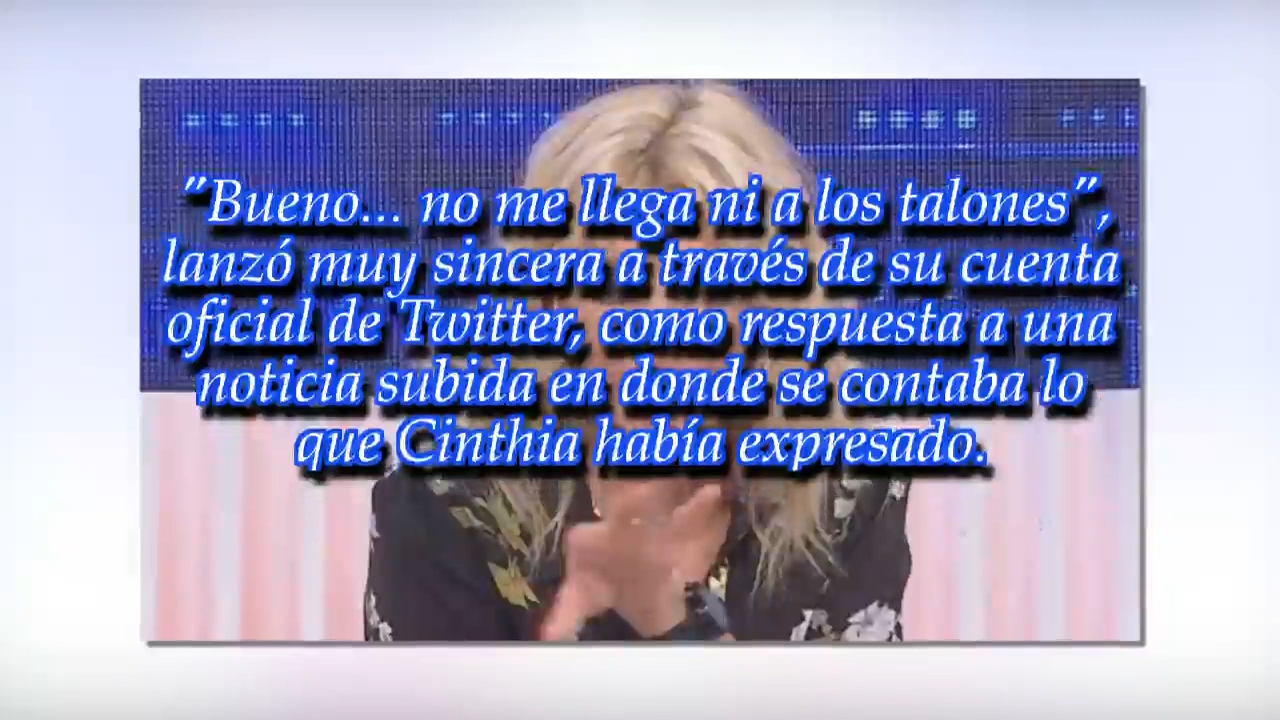 "Bueno... no me llega ni a los talones",
lanzó muy sincera a través de su cuenta
oficial de Twitter, como respuesta a una
noticia subida en donde se contaba lo
que Cinthia había expresado.